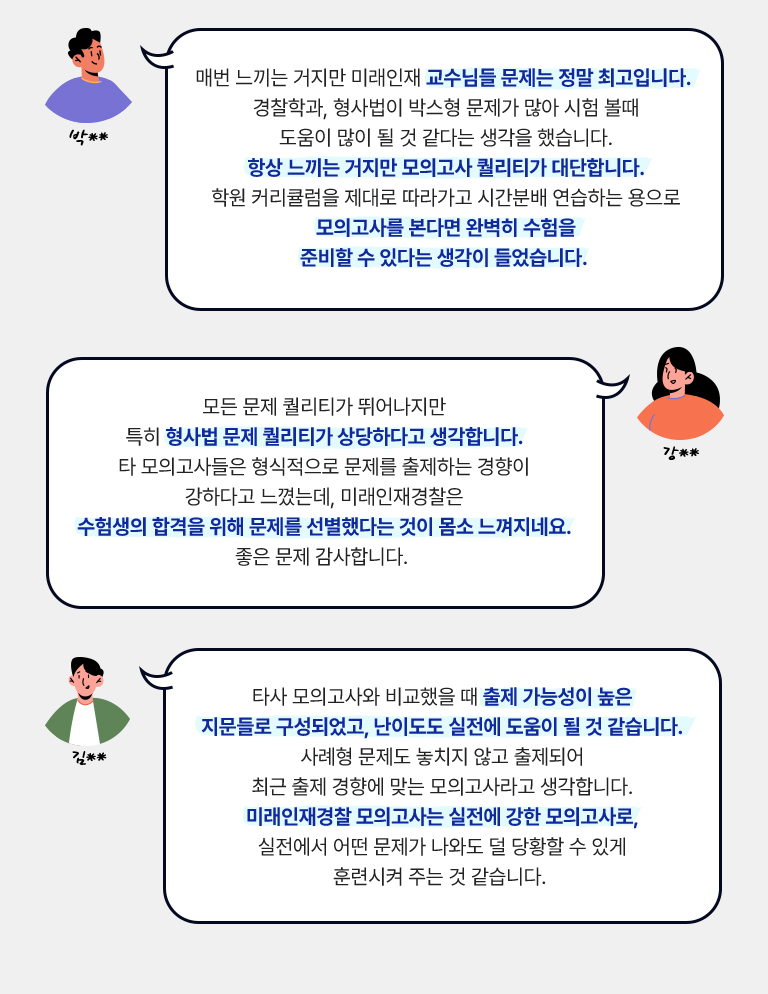 매번 느끼는 거지만 미래인재 교수님들 문제는 정말 최고입니다.
경찰학과, 형사법이 박스형 문제가 많아 시험 볼때
도움이 많이 될 것 같다는 생각을 했습니다.
항상 느끼는 거지만 모의고사 퀄리티가 대단합니다.
학원 커리큘럼을 제대로 따라가고 시간분배 연습하는 용으로
모의고사를 본다면 완벽히 수험을
준비할 수 있다는 생각이 들었습니다.
박**
모든 문제 퀄리티가 뛰어나지만
특히 형사법 문제 퀄리티가 상당하다고 생각합니다.
타 모의고사들은 형식적으로 문제를 출제하는 경향이
강하다고 느꼈는데, 미래인재경찰은
수험생의 합격을 위해 문제를 선별했다는 것이 몸소 느껴지네요.
좋은 문제 감사합니다.
강**
타사 모의고사와 비교했을 때 출제 가능성이 높은
지문들로 구성되었고, 난이도도 실전에 도움이 될 것 같습니다.
사례형 문제도 놓치지 않고 출제되어
최근 출제 경향에 맞는 모의고사라고 생각합니다.
미래인재경찰 모의고사는 실전에 강한 모의고사로,
실전에서 어떤 문제가 나와도 덜 당황할 수 있게
훈련시켜 주는 것 같습니다.
김**